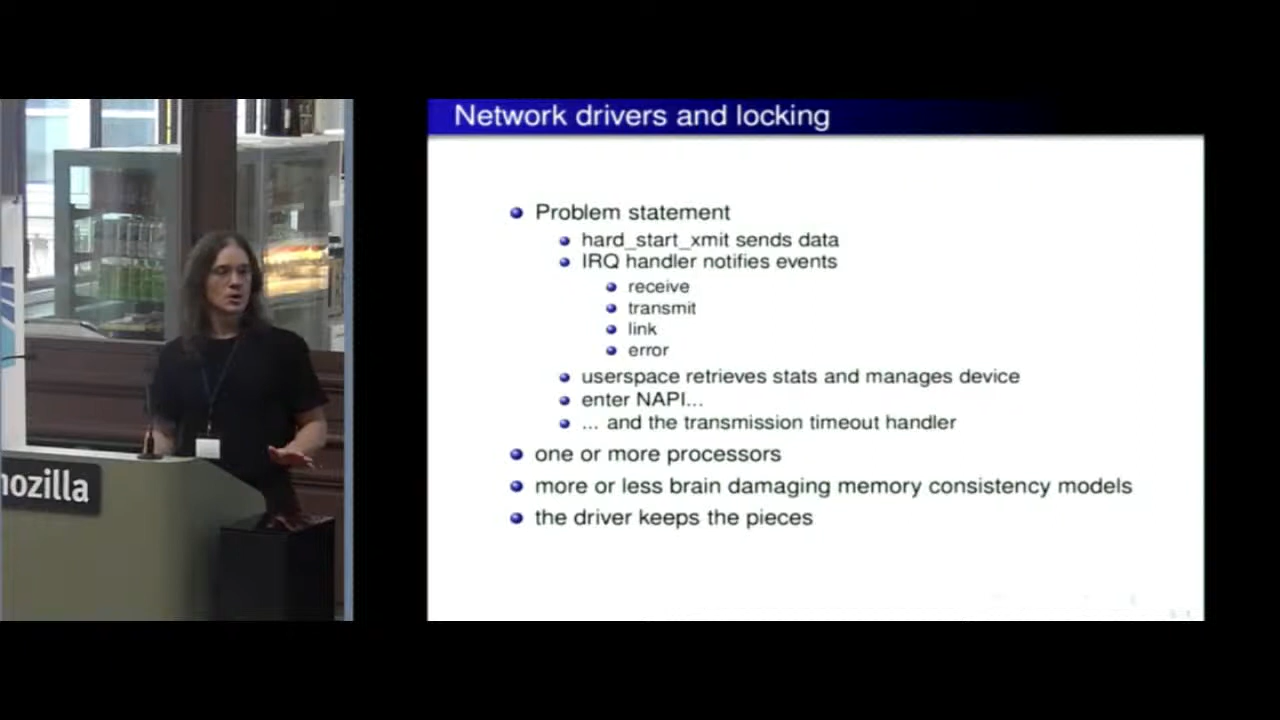 Network drivers and locking
Problem statement
hard_start_xmit sends data
IRQ handler notifies events
receive
transmit
link
error
userspace retrieves stats and manages device
enter NAPI...
... and the transmission timeout handler
one or more processors
more or less brain damaging memory consistency models
the driver keeps the pieces
mozilla